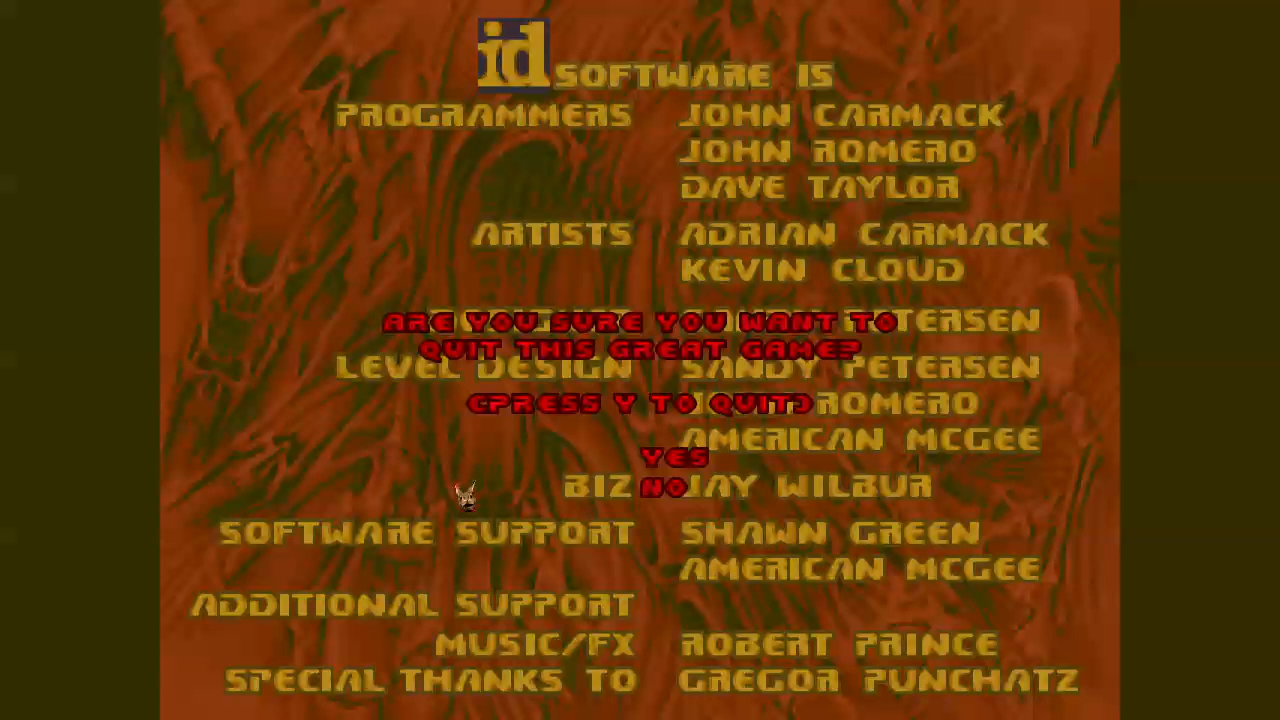 id SOFTWARE IS
PROGRAMMERS JOHN CARMACK
JOHN ROMERO
DAVE TAYLOR
ARTISTS ADRIAN CARMACK
KEVIN CLOUD
ARE YOU SURE YOU WANT TO
QUIT THIS GREAT GAME?
LEVEL DESIGN SANDY PETERSEN
(PRESS Y TO QUIT) ROMERO
AMERICAN MCGEE
YES
BIZ NO JAY WILBUR
SOFTWARE SUPPORT SHAWN GREEN
AMERICAN MCGEE
ADDITIONAL SUPPORT
MUSIC/FX ROBERT PRINCE
SPECIAL THANKS TO GREGOR PUNCHATZ